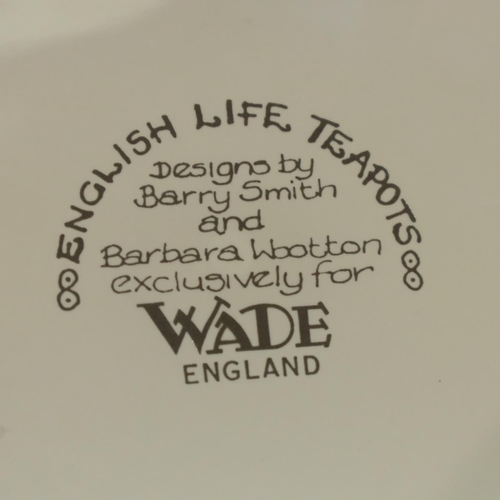 ENGLISH LIFE TEAPOTS
Designs by
Barry Smith
and
Barbara Wootton
exclusively for
WADE
ENGLAND